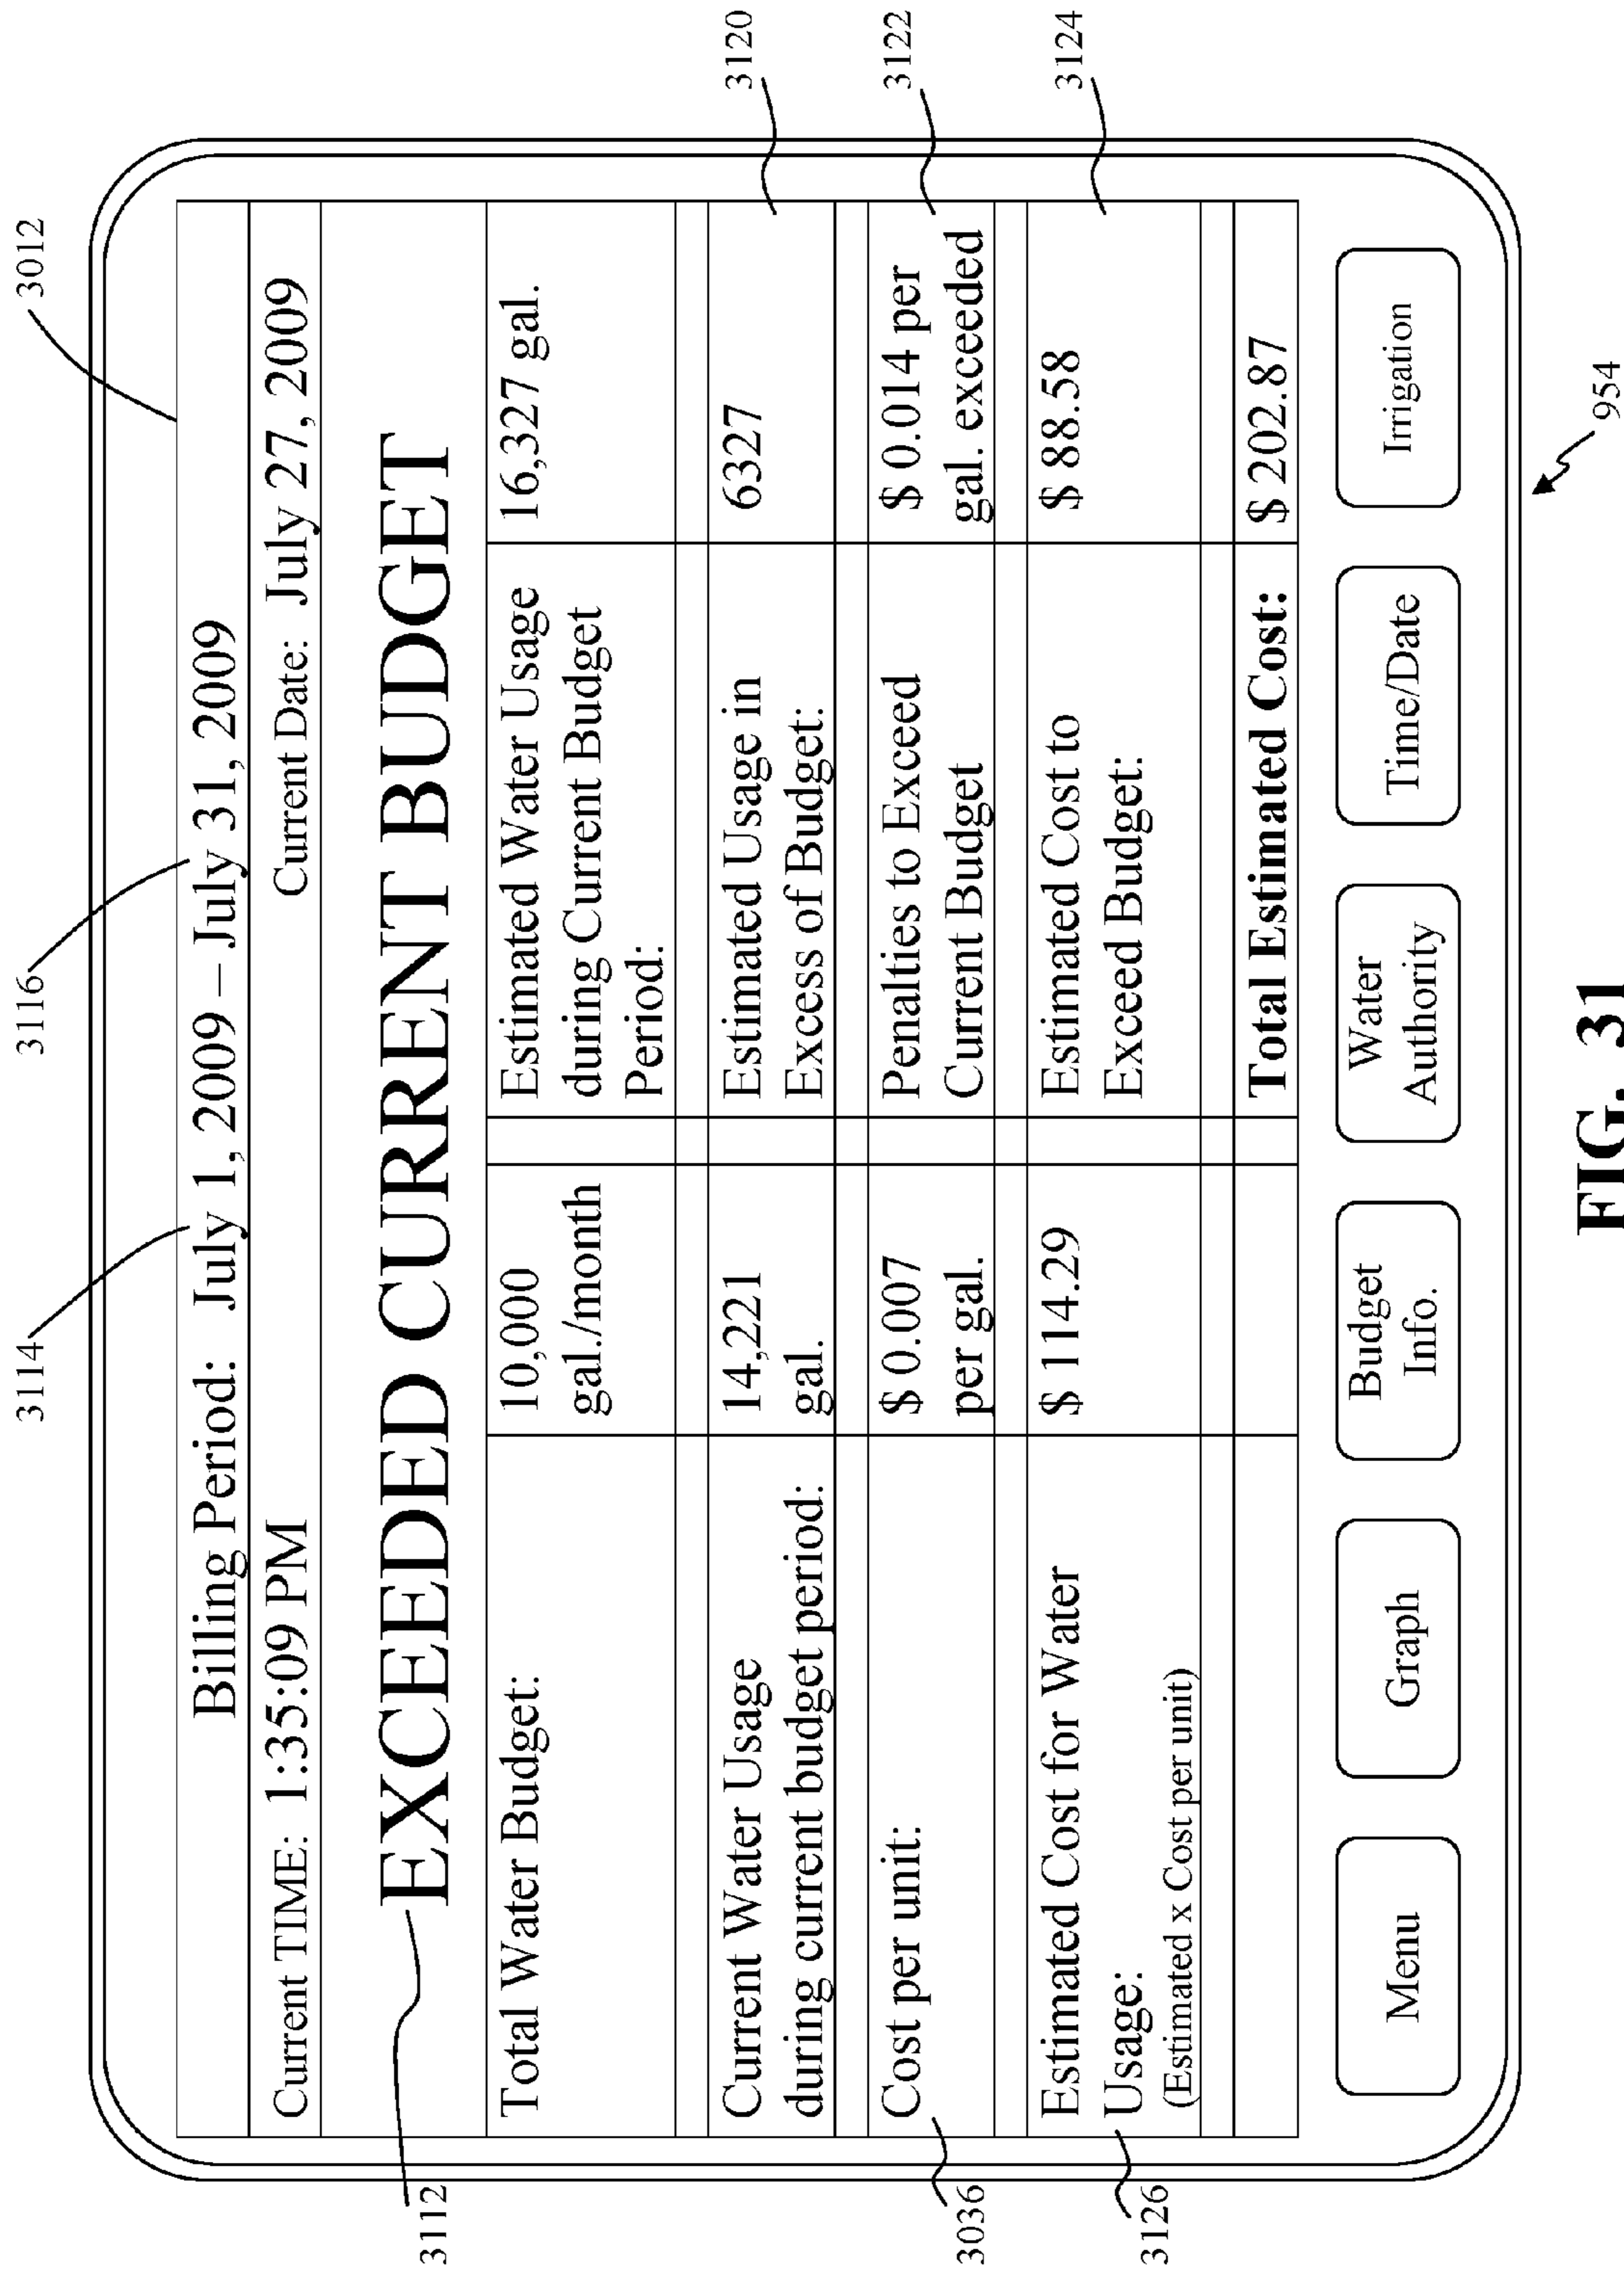 3012
3116
3114
Billing Period: July 1, 2009 – July 31, 2009
Current TIME: 1:35:09 PM
Current Date: July 27, 2009
3112
EXCEEDED CURRENT BUDGET
Total Water Budget:
10,000
gal./month
Estimated Water Usage
during Current Budget
Period:
16,327 gal.
Current Water Usage
during current budget period:
14,221
gal.
Estimated Usage in
Excess of Budget:
6327
3120
3036
Cost per unit:
$ 0.007
per gal.
Penalties to Exceed
Current Budget
$ 0.014 per
gal. exceeded
3122
3126
Estimated Cost for Water
Usage:
(Estimated x Cost per unit)
$ 114.29
Estimated Cost to
Exceed Budget:
$ 88.58
3124
Total Estimated Cost:
$ 202.87
Menu
Graph
Budget
Info.
Water
Authority
Time/Date
Irrigation
954
FIG. 31